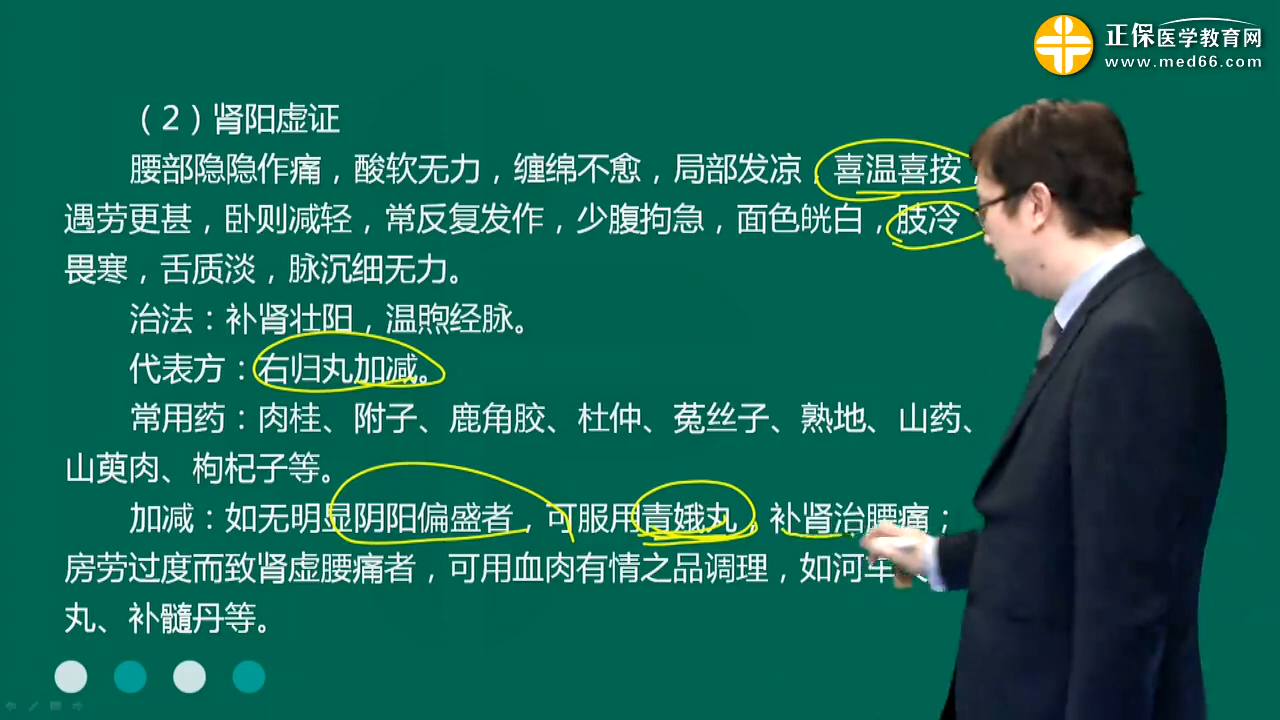 正保医学教育网
www.med66.com
（2）肾阳虚证
腰部隐隐作痛，酸软无力，缠绵不愈，局部发凉，喜温喜按，
遇劳更甚，卧则减轻，常反复发作，少腹拘急，面色㿠白，肢冷
畏寒，舌质淡，脉沉细无力。
治法：补肾壮阳，温煦经脉。
代表方：右归丸加减。
常用药：肉桂、附子、鹿角胶、杜仲、菟丝子、熟地、山药、
山萸肉、枸杞子等。
加减：如无明显阴阳偏盛者，可服用青娥丸，补肾治腰痛；
房劳过度而致肾虚腰痛者，可用血肉有情之品调理，如河车
丸、补髓丹等。